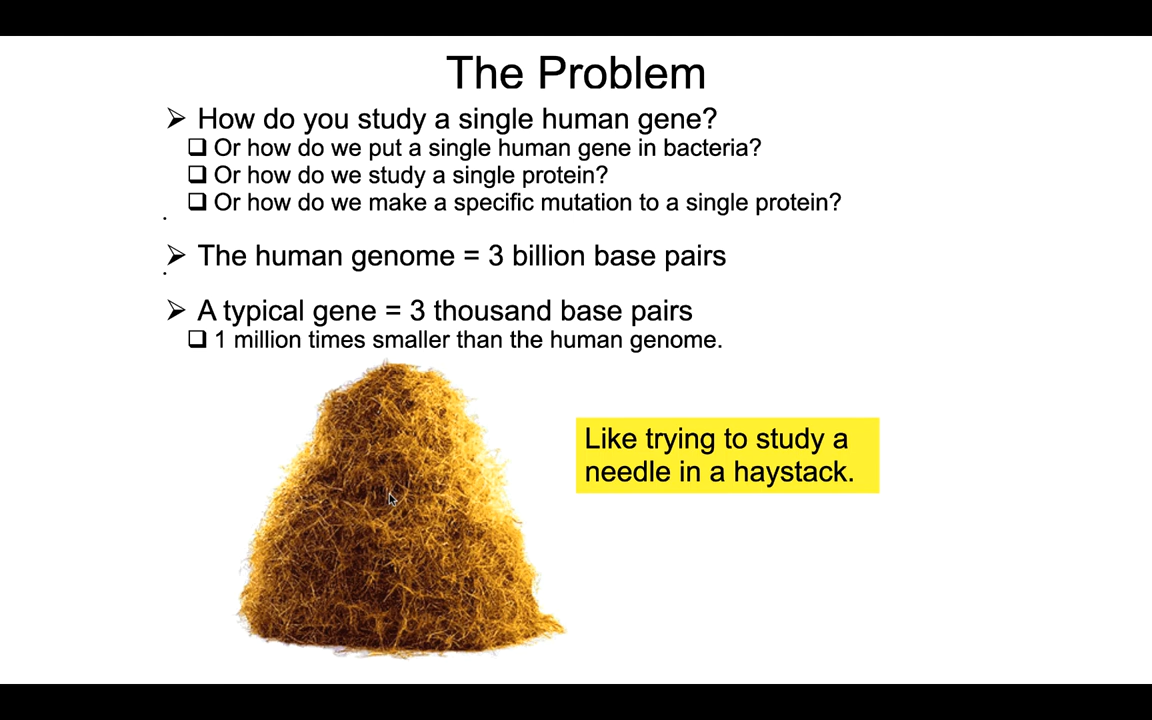 The Problem
➢ How do you study a single human gene?
❑ Or how do we put a single human gene in bacteria?
❑ Or how do we study a single protein?
❑ Or how do we make a specific mutation to a single protein?
➢ The human genome = 3 billion base pairs
➢ A typical gene = 3 thousand base pairs
❑ 1 million times smaller than the human genome.
Like trying to study a
needle in a haystack.